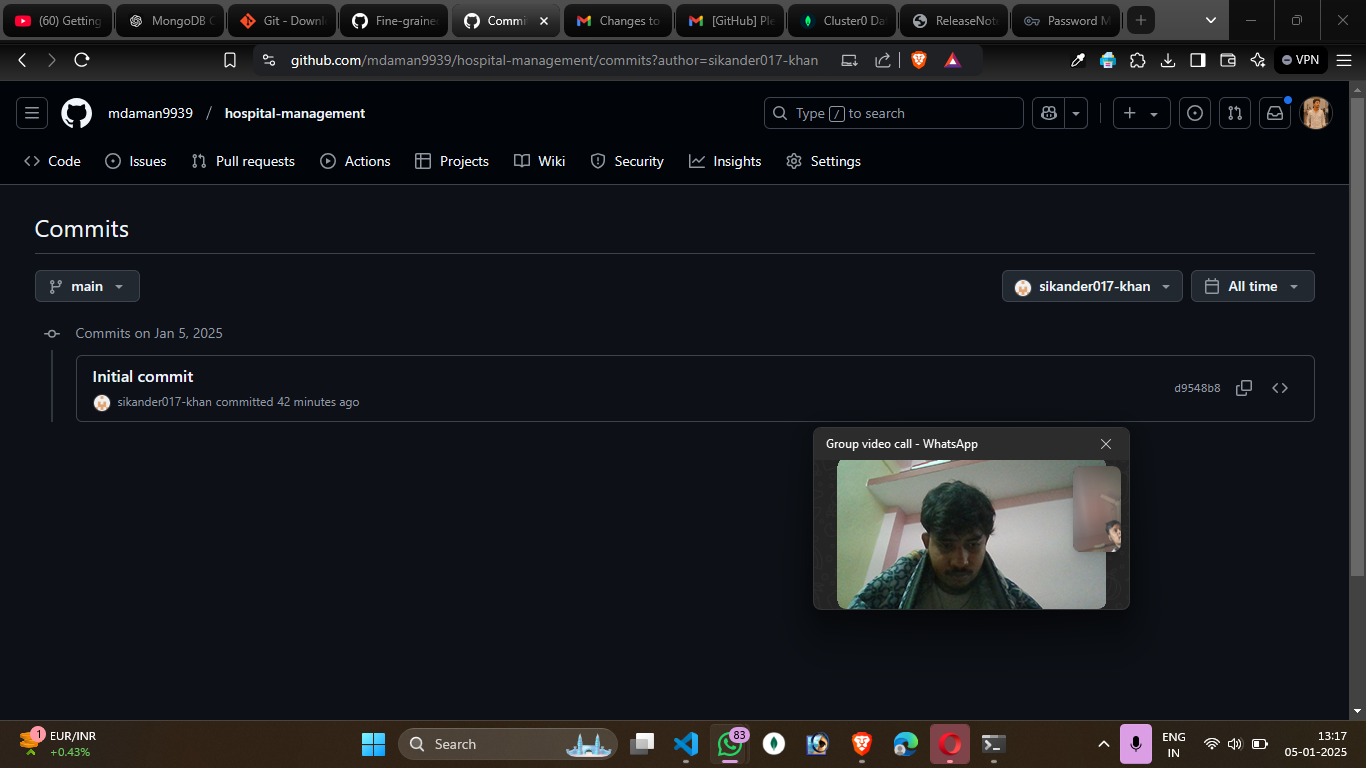 (60) Getting
MongoDB C
Git - Downl
Fine-graine
Commi
Changes to
[GitHub] Ple
Cluster0 Da
ReleaseNot
Password M
github.com/mdaman9939/hospital-management/commits?author=sikander017-khan
VPN
mdaman9939 / hospital-management
Type / to search
Code
Issues
Pull requests
Actions
Projects
Wiki
Security
Insights
Settings
Commits
main
sikander017-khan
All time
Commits on Jan 5, 2025
Initial commit
sikander017-khan committed 42 minutes ago
d9548b8
Group video call - WhatsApp
1
EUR/INR
+0.43%
Search
83
ENG
IN
13:17
05-01-2025